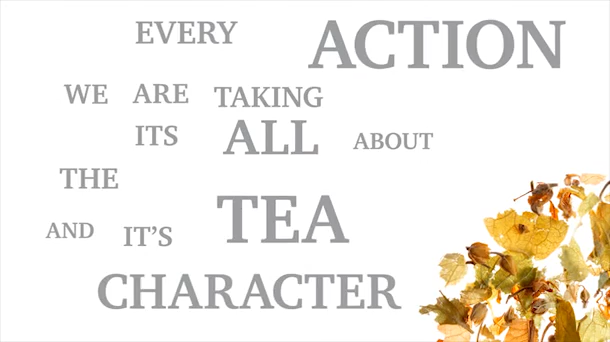 EVERY ACTION
WE ARE TAKING
ITS ALL ABOUT
THE
AND IT'S TEA
CHARACTER